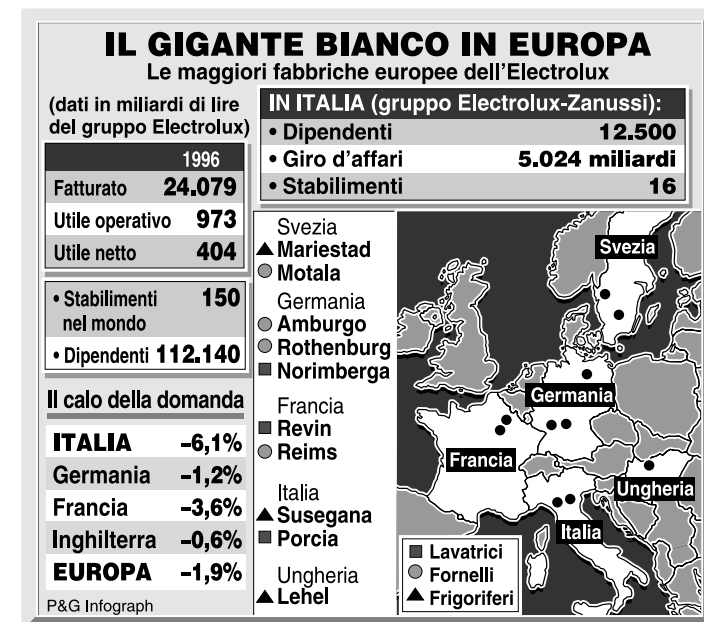 IL GIGANTE BIANCO IN EUROPA
Le maggiori fabbriche europee dell'Electrolux
(dati in miliardi di lire
del gruppo Electrolux)
1996
Fatturato 24.079
Utile operativo 973
Utile netto 404
• Stabilimenti 150
nel mondo
• Dipendenti 112.140
Il calo della domanda
ITALIA –6,1%
Germania –1,2%
Francia –3,6%
Inghilterra –0,6%
EUROPA –1,9%
P&G Infograph
IN ITALIA (gruppo Electrolux-Zanussi):
• Dipendenti 12.500
• Giro d'affari 5.024 miliardi
• Stabilimenti 16
Svezia
Mariestad
Motala
Germania
Amburgo
Rothenburg
Norimberga
Francia
Revin
Reims
Italia
Susegana
Porcia
Ungheria
Lehel
Svezia
Germania
Francia
Ungheria
Italia
Lavatrici
Fornelli
Frigoriferi